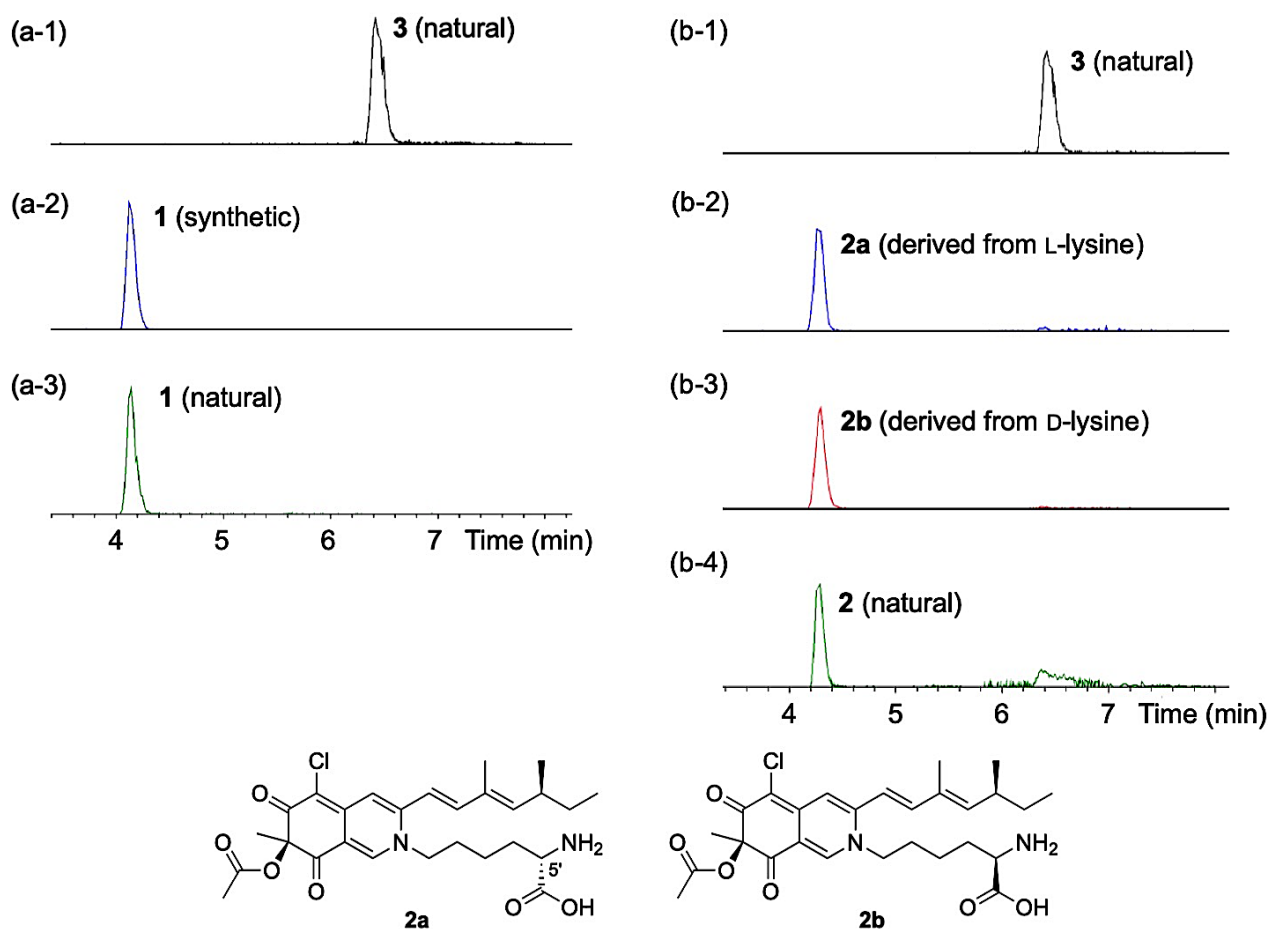 (a-1)
3 (natural)
(a-2)
1 (synthetic)
(a-3)
1 (natural)
4 5 6 7 Time (min)
(b-1)
3 (natural)
(b-2)
2a (derived from L-lysine)
(b-3)
2b (derived from D-lysine)
(b-4)
2 (natural)
4 5 6 7 Time (min)
Cl
O
N
NH2
5'
O
O
O
O
OH
2a
Cl
O
N
NH2
O
O
O
O
OH
2b